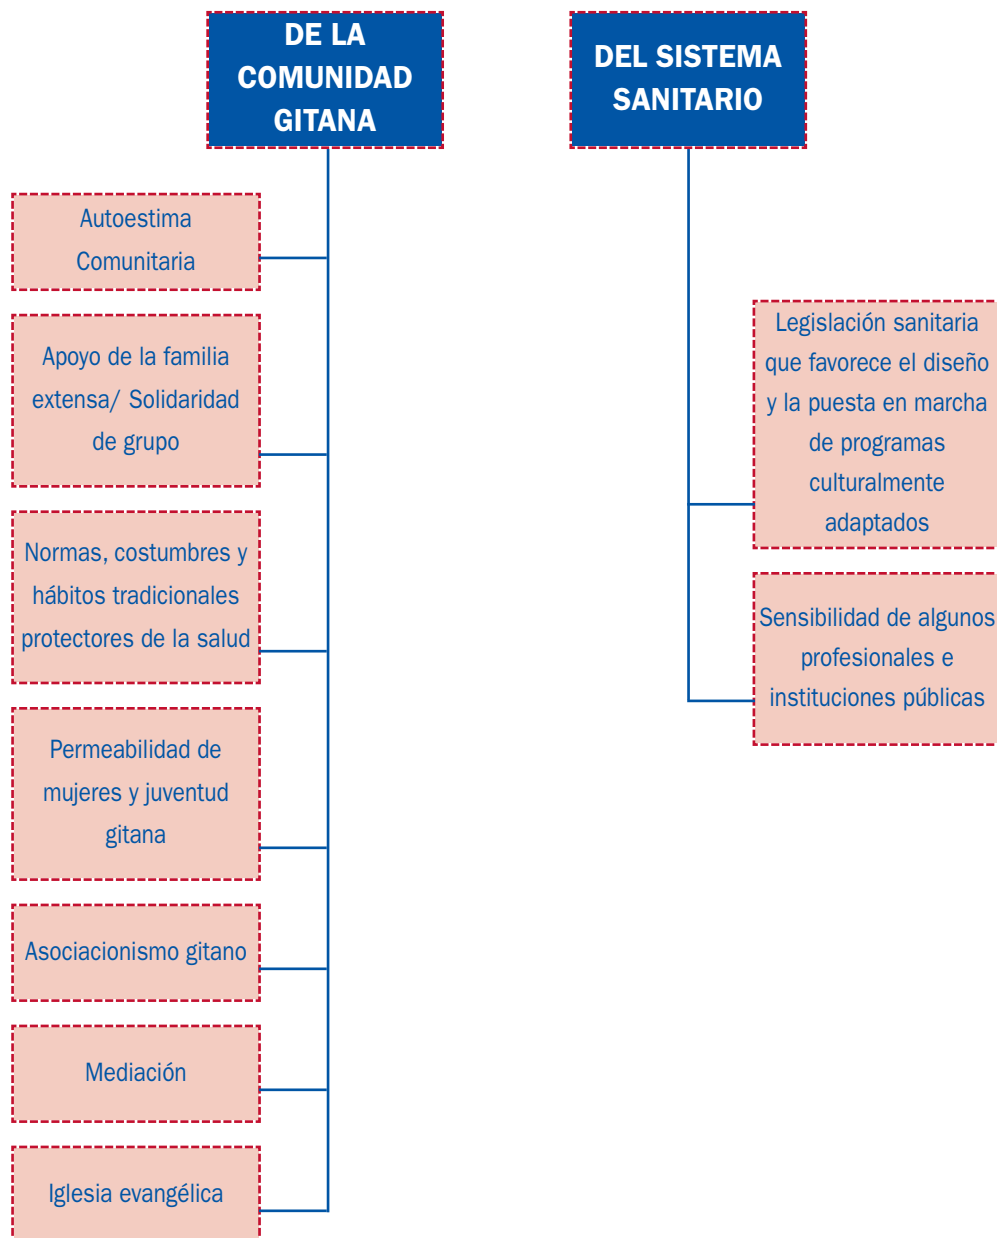 DE LA
COMUNIDAD
GITANA
Autoestima
Comunitaria
Apoyo de la familia
extensa/ Solidaridad
de grupo
Normas, costumbres y
hábitos tradicionales
protectores de la salud
Permeabilidad de
mujeres y juventud
gitana
Asociacionismo gitano
Mediación
Iglesia evangélica
DEL SISTEMA
SANITARIO
Legislación sanitaria
que favorece el diseño
y la puesta en marcha
de programas
culturalmente
adaptados
Sensibilidad de algunos
profesionales e
instituciones públicas